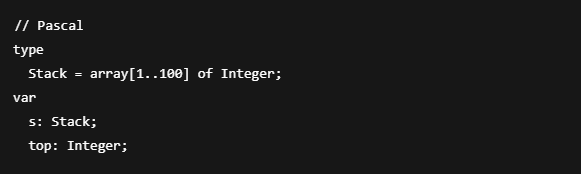 // Pascal
type
  Stack = array[1..100] of Integer;
var
  s: Stack;
  top: Integer;